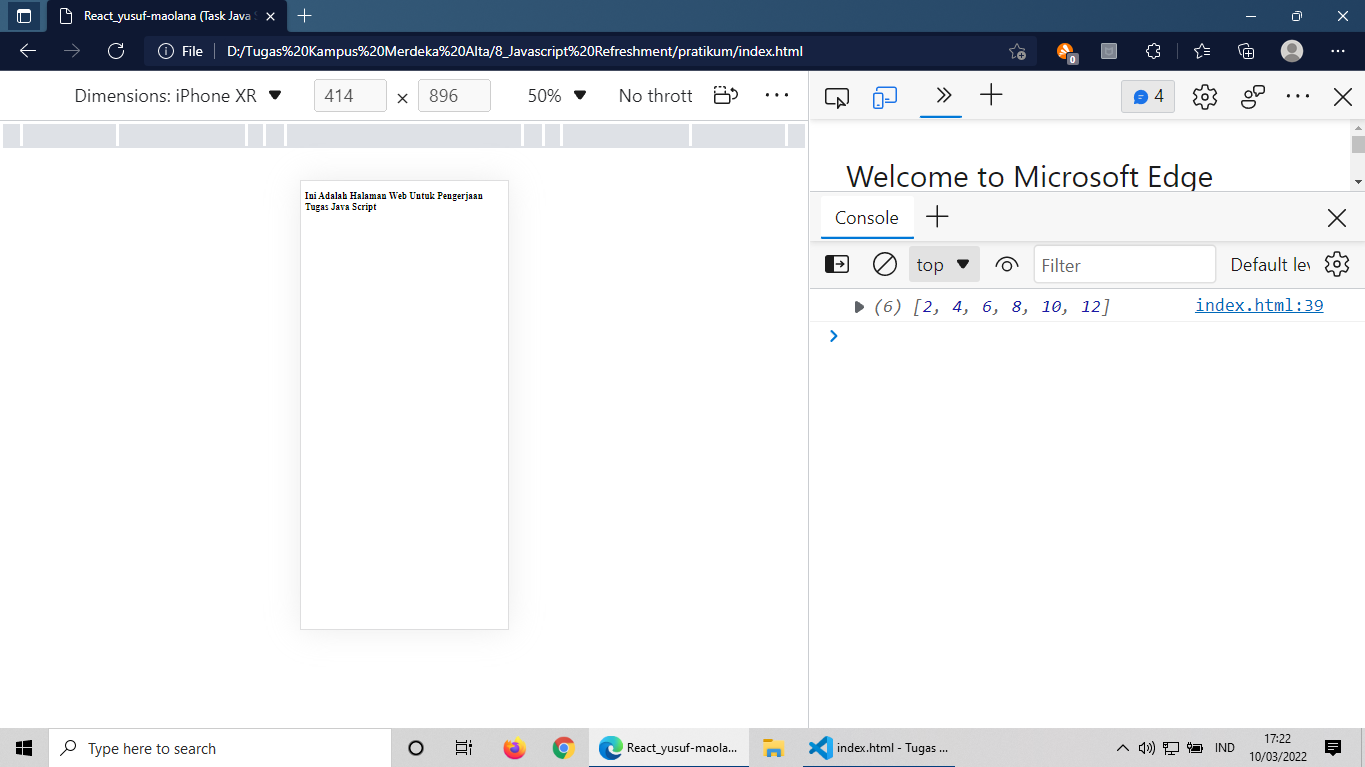 React_yusuf-maolana (Task Java S
File
D:/Tugas%20Kampus%20Merdeka%20Alta/8_Javascript%20Refreshment/pratikum/index.html
0
Dimensions: iPhone XR
414 × 896
50%
No thrott
4
Welcome to Microsoft Edge
Ini Adalah Halaman Web Untuk Pengerjaan
Tugas Java Script
Console
top
Filter
Default lev
(6) [2, 4, 6, 8, 10, 12]
index.html:39
Type here to search
React_yusuf-maola...
index.html - Tugas ...
IND
17:22
10/03/2022